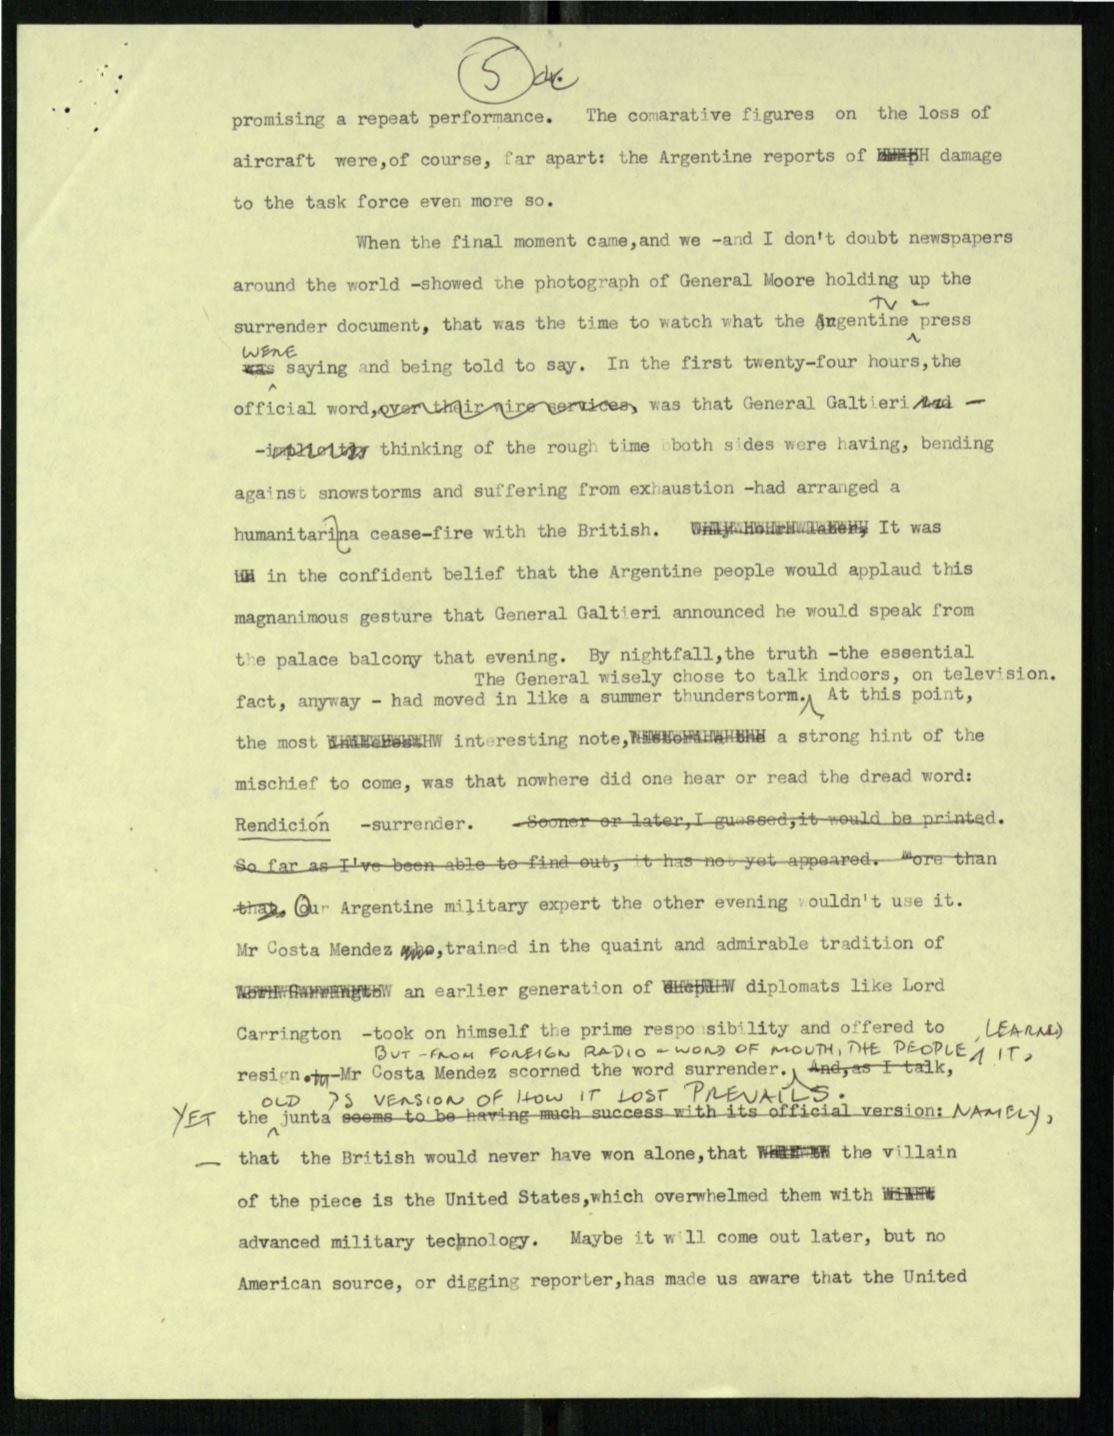 5
promising a repeat performance. The comarative figures on the loss of
aircraft were,of course, far apart: the Argentine reports of damage
to the task force even more so.
When the final moment came,and we -and I don't doubt newspapers
around the world -showed the photograph of General Moore holding up the
TV -
surrender document, that was the time to watch what the Argentine press
WERE
was saying and being told to say. In the first twenty-four hours,the
official word,over their wire services, was that General Galtieri and -
-implicitly thinking of the rough time both sides were having, bending
against snowstorms and suffering from exhaustion -had arranged a
humanitarina cease-fire with the British. It was
in the confident belief that the Argentine people would applaud this
magnanimous gesture that General Galtieri announced he would speak from
the palace balcony that evening. By nightfall,the truth -the essential
The General wisely chose to talk indoors, on television.
fact, anyway - had moved in like a summer thunderstorm. At this point,
the most interesting note, a strong hint of the
mischief to come, was that nowhere did one hear or read the dread word:
Rendición -surrender. Sooner or later,I guessed,it would be printed.
So far as I've been able to find out, it has not yet appeared. More than
that, Our Argentine military expert the other evening wouldn't use it.
Mr Costa Mendez who,trained in the quaint and admirable tradition of
an earlier generation of diplomats like Lord
Carrington -took on himself the prime responsibility and offered to LEARNED
BUT - FROM FOREIGN RADIO - WORD OF MOUTH, THE PEOPLE IT,
resign. -Mr Costa Mendez scorned the word surrender. And,as I talk,
OLD 'S VERSION OF HOW IT LOST PREVAILS.
YET the junta seems to be having much success with its official version: NAMELY,
that the British would never have won alone,that the villain
of the piece is the United States,which overwhelmed them with
advanced military technology. Maybe it will come out later, but no
American source, or digging reporter,has made us aware that the United